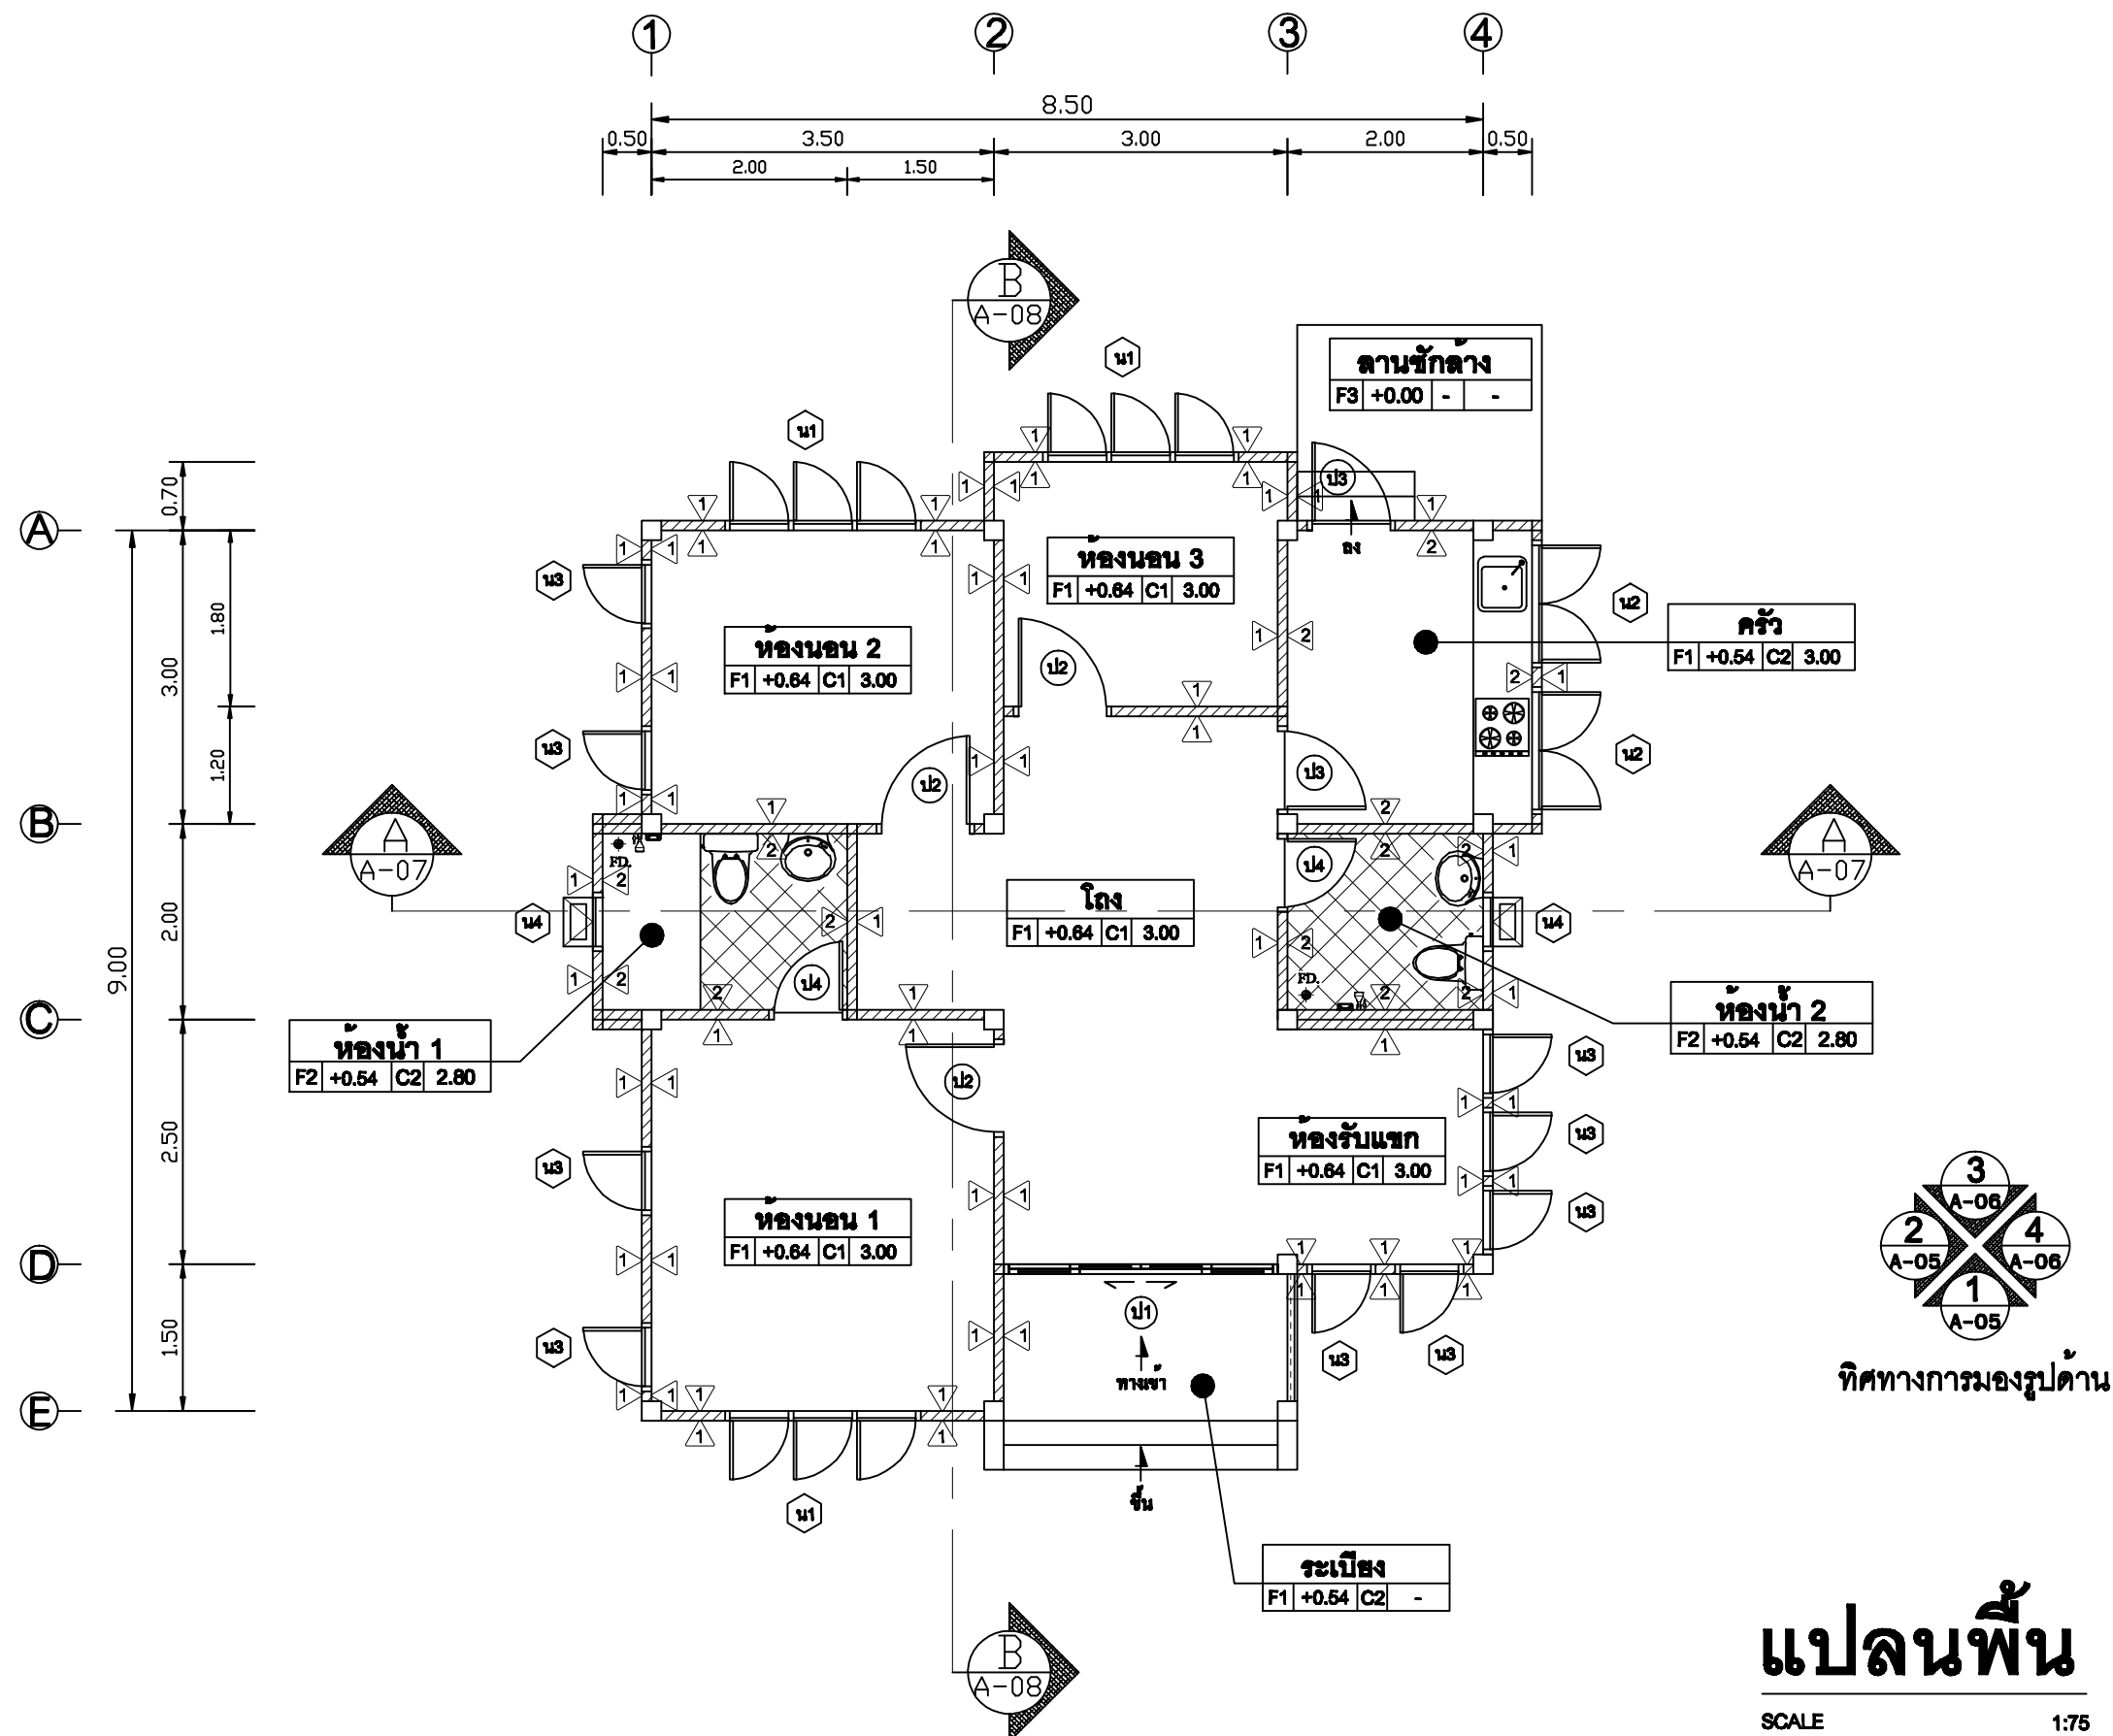 1 2 3 4
8.50
0.50 3.50 3.00 2.00 0.50
2.00 1.50
B
A-08
น1
ลานซักล้าง
F3 +0.00 - -
น1
ป3
ลง
0.70
A
ห้องนอน 3
F1 +0.64 C1 3.00
น3
น2
ครัว
F1 +0.54 C2 3.00
1.80
3.00
ห้องนอน 2
F1 +0.64 C1 3.00
ป2
น3
น2
1.20
ป2
ป3
B
A
A-07
A
A-07
FD.
ป4
น4
โถง
F1 +0.64 C1 3.00
น4
2.00
9.00
ป4
FD.
C
ห้องน้ำ 1
F2 +0.54 C2 2.80
ห้องน้ำ 2
F2 +0.54 C2 2.80
ป2
น3
2.50
ห้องรับแขก
F1 +0.64 C1 3.00
น3
น3
น3
ห้องนอน 1
F1 +0.64 C1 3.00
3
A-06
2
A-05
4
A-06
1
A-05
ทิศทางการมองรูปด้าน
D
ป1
ทางเข้า
1.50
น3
น3
น3
E
ขึ้น
น1
ระเบียง
F1 +0.54 C2 -
B
A-08
แปลนพื้น
SCALE 1:75